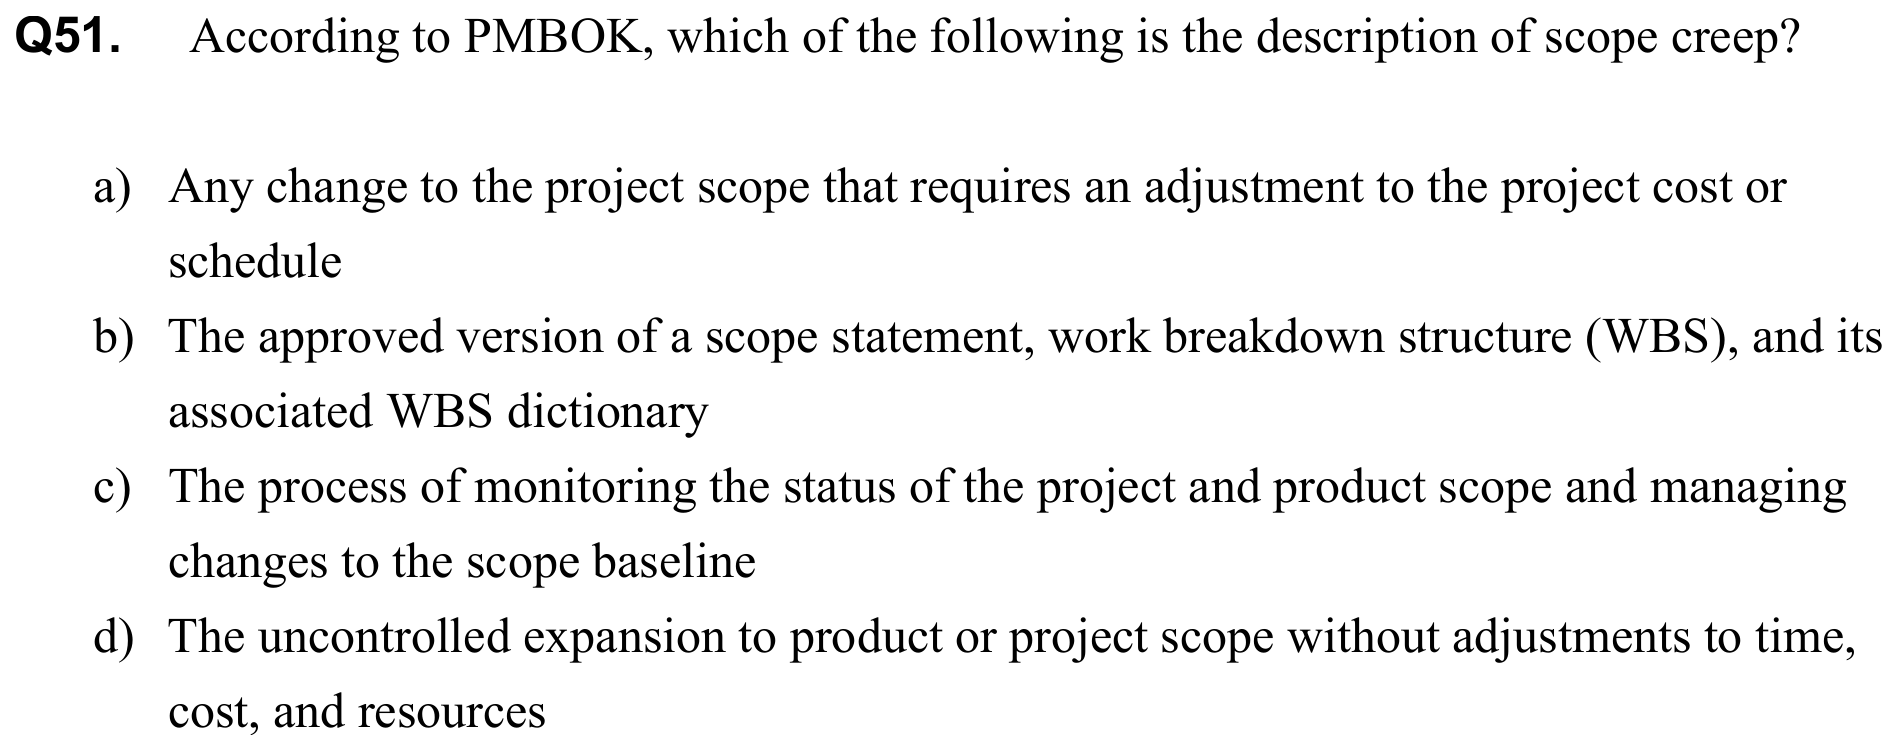 Q51. According to PMBOK, which of the following is the description of scope creep?
a) Any change to the project scope that requires an adjustment to the project cost or
schedule
b) The approved version of a scope statement, work breakdown structure (WBS), and its
associated WBS dictionary
c) The process of monitoring the status of the project and product scope and managing
changes to the scope baseline
d) The uncontrolled expansion to product or project scope without adjustments to time,
cost, and resources